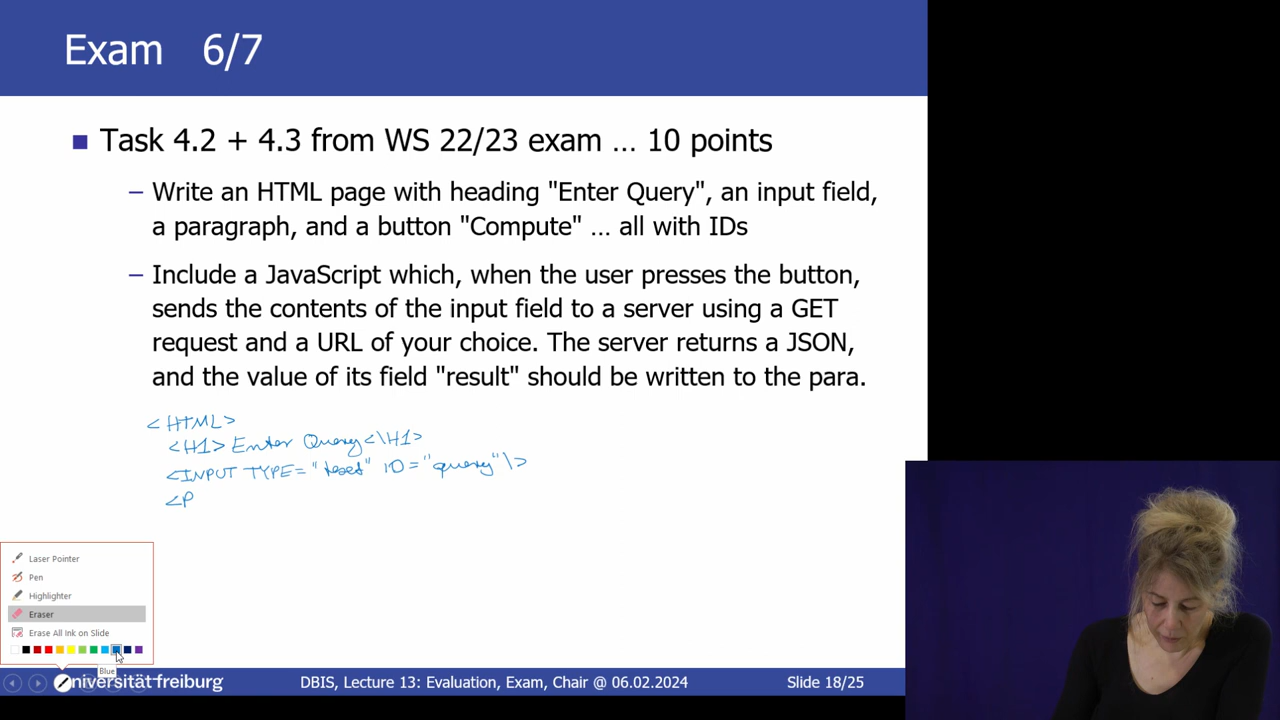 Exam 6/7
■ Task 4.2 + 4.3 from WS 22/23 exam … 10 points
– Write an HTML page with heading "Enter Query", an input field,
a paragraph, and a button "Compute" … all with IDs
– Include a JavaScript which, when the user presses the button,
sends the contents of the input field to a server using a GET
request and a URL of your choice. The server returns a JSON,
and the value of its field "result" should be written to the para.
<HTML>
<H1> Enter Query<\H1>
<INPUT TYPE="text" ID="query"\>
<P
Laser Pointer
Pen
Highlighter
Eraser
Erase All Ink on Slide
Blue
niversität freiburg
DBIS, Lecture 13: Evaluation, Exam, Chair @ 06.02.2024
Slide 18/25